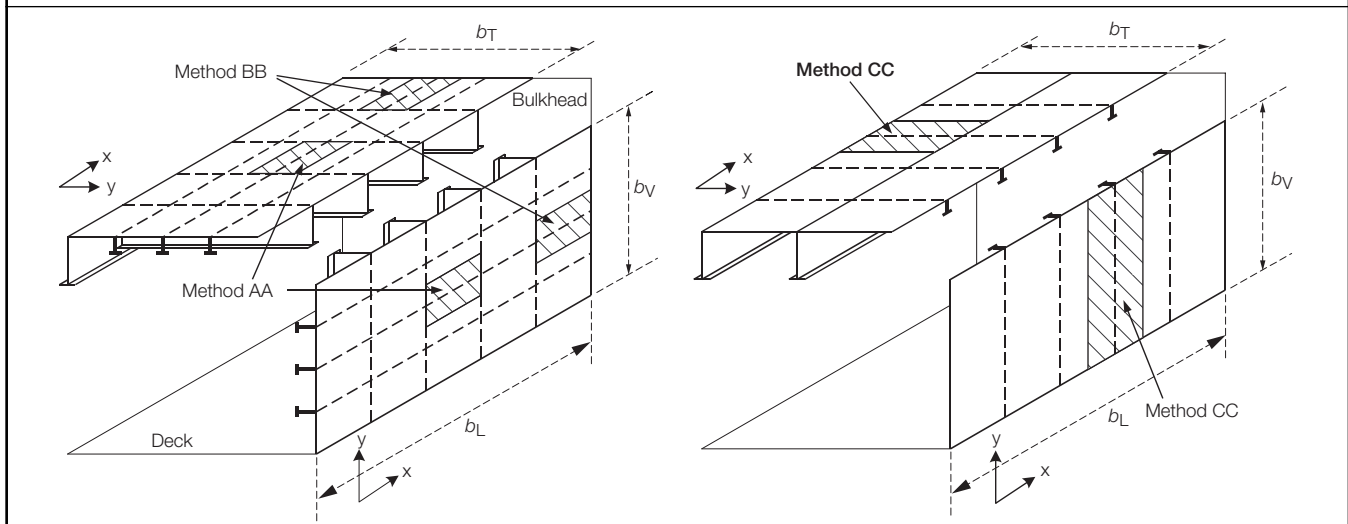 bT
Method BB
Bulkhead
x
y
bV
Method AA
Deck
bL
y
x
bT
Method CC
x
y
bV
Method CC
bL
y
x